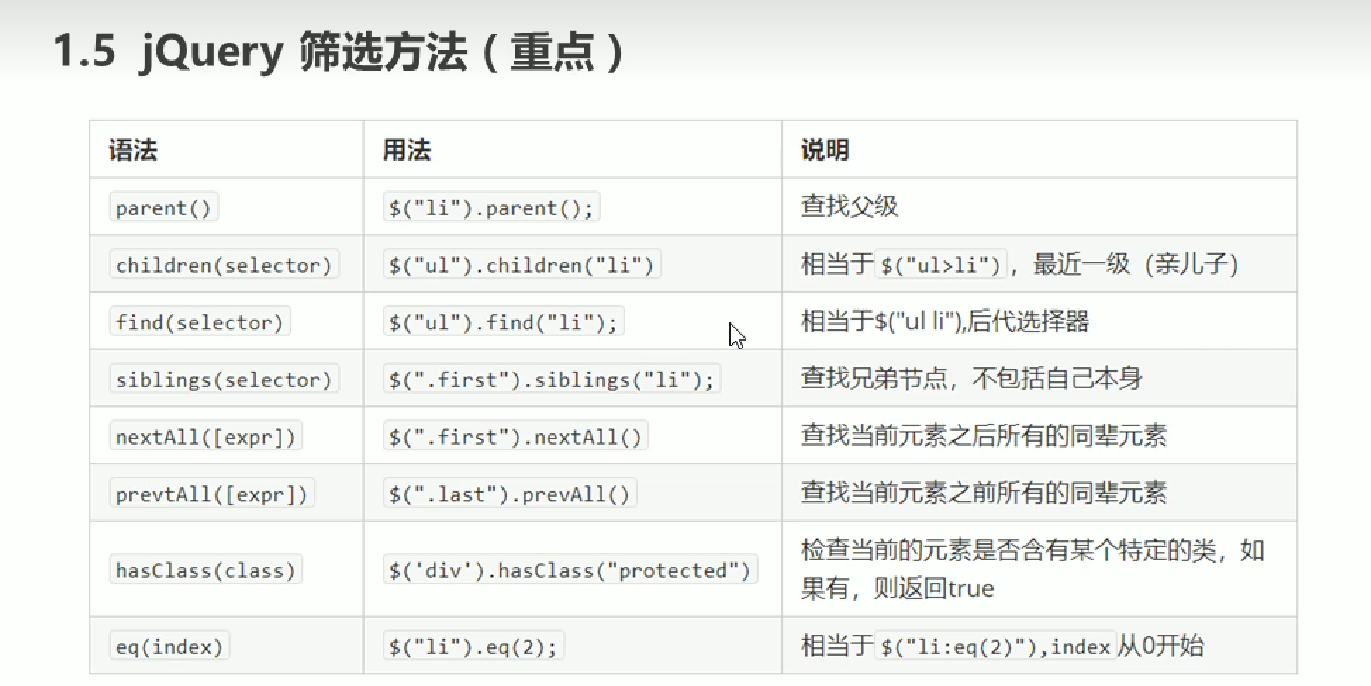 1.5 jQuery 筛选方法（重点）
语法 用法 说明
parent() $("li").parent(); 查找父级
children(selector) $("ul").children("li") 相当于$("ul>li")，最近一级（亲儿子）
find(selector) $("ul").find("li"); 相当于$("ul li"),后代选择器
siblings(selector) $(".first").siblings("li"); 查找兄弟节点，不包括自己本身
nextAll([expr]) $(".first").nextAll() 查找当前元素之后所有的同辈元素
prevtAll([expr]) $(".last").prevAll() 查找当前元素之前所有的同辈元素
hasClass(class) $('div').hasClass("protected") 检查当前的元素是否含有某个特定的类，如
果有，则返回true
eq(index) $("li").eq(2); 相当于$("li:eq(2)"),index从0开始